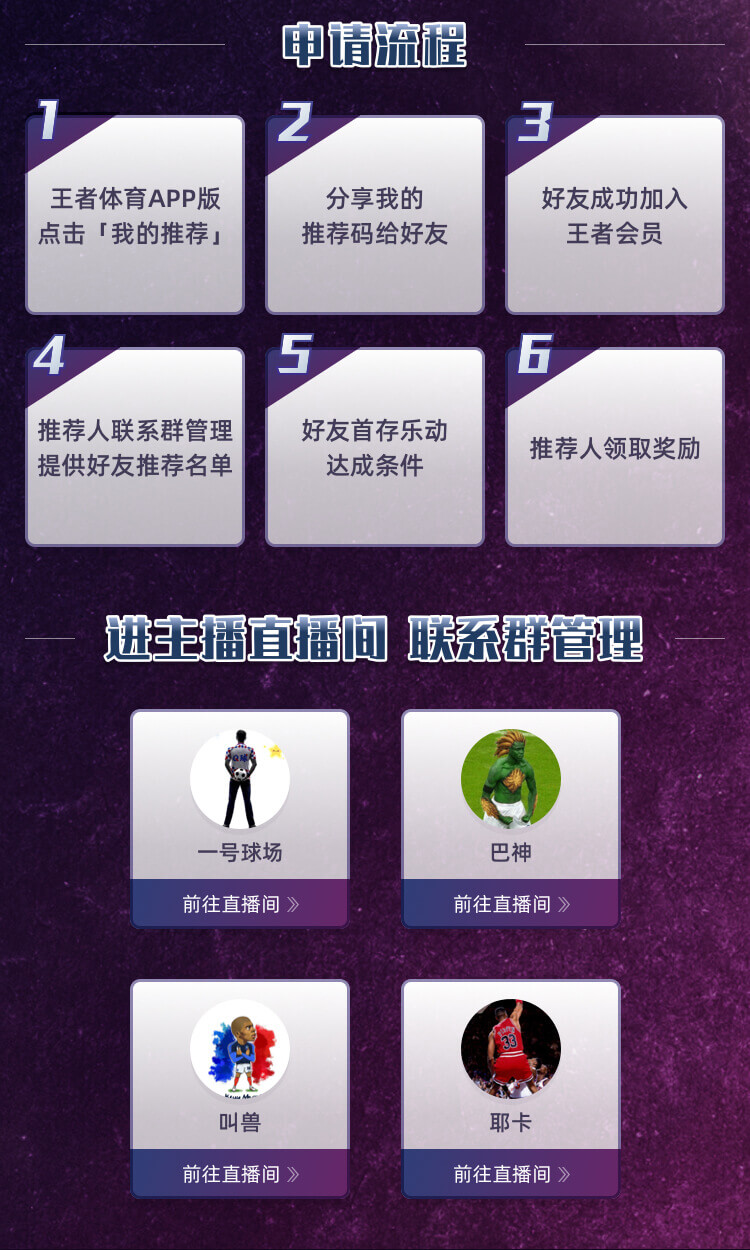 申请流程
1
王者体育APP版
点击「我的推荐」
2
分享我的
推荐码给好友
3
好友成功加入
王者会员
4
推荐人联系群管理
提供好友推荐名单
5
好友首存乐动
达成条件
6
推荐人领取奖励
进主播直播间 联系群管理
一号球场
前往直播间 》
巴神
前往直播间 》
叫兽
前往直播间 》
33
耶卡
前往直播间 》